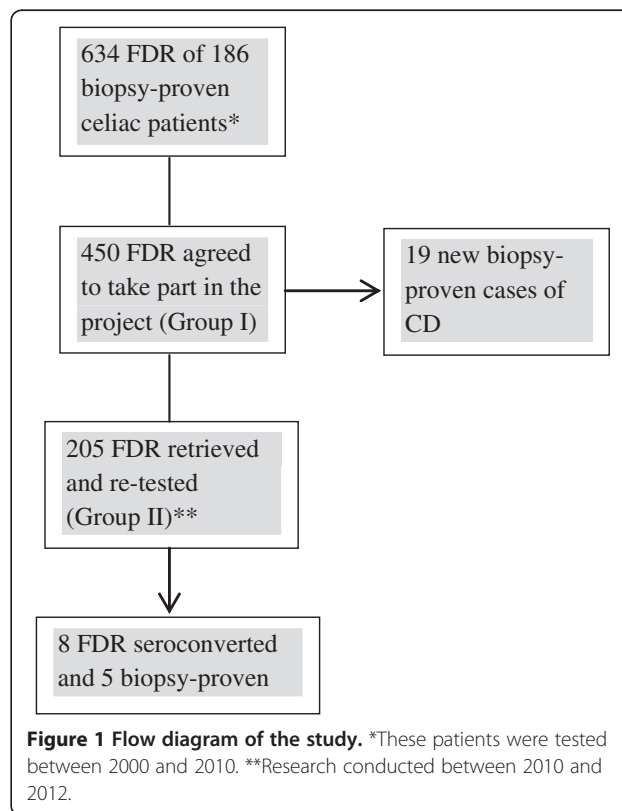 634 FDR of 186
biopsy-proven
celiac patients*
450 FDR agreed
to take part in the
project (Group I)
19 new biopsy-
proven cases of
CD
205 FDR retrieved
and re-tested
(Group II)**
8 FDR seroconverted
and 5 biopsy-proven
Figure 1 Flow diagram of the study. *These patients were tested
between 2000 and 2010. **Research conducted between 2010 and
2012.